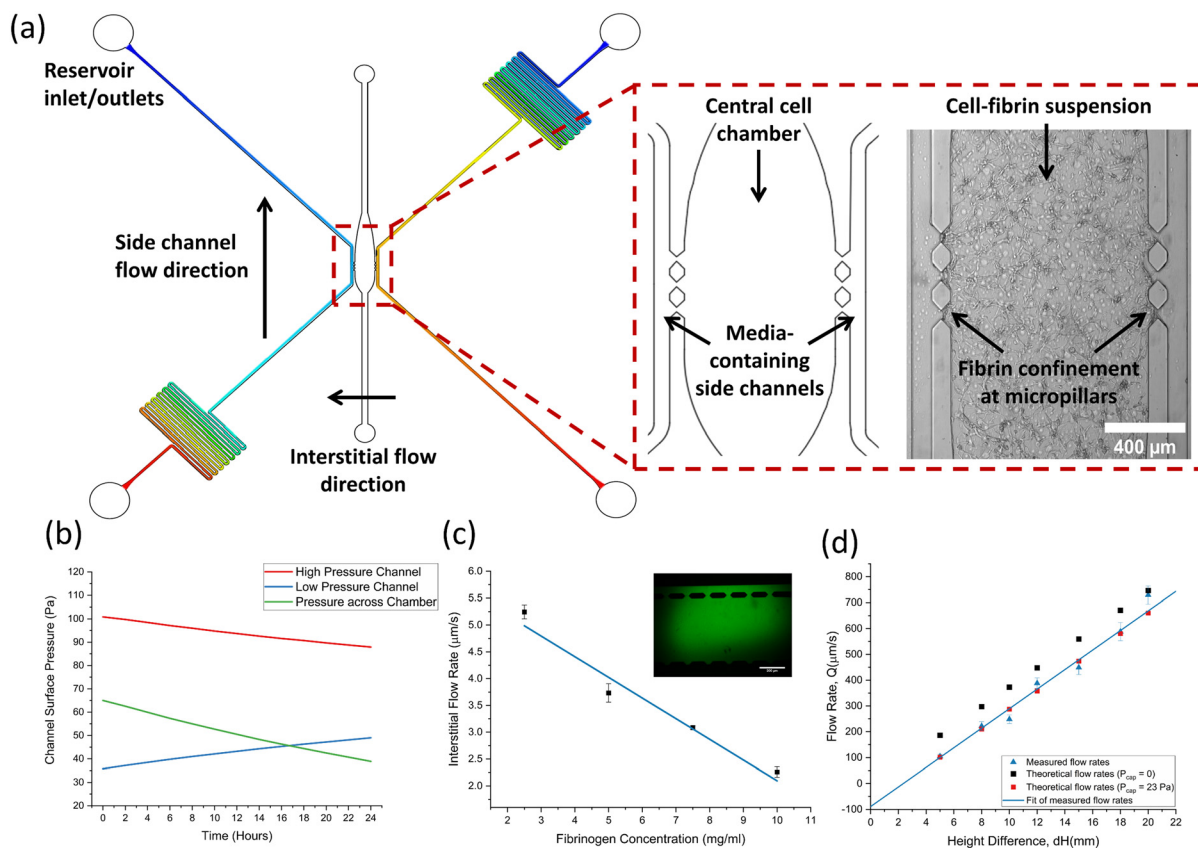 (a)
Reservoir
inlet/outlets
Side channel
flow direction
Interstitial flow
direction
Central cell
chamber
Media-
containing
side channels
Cell-fibrin suspension
Fibrin confinement
at micropillars
400 μm
(b)
High Pressure Channel
Low Pressure Channel
Pressure across Chamber
Channel Surface Pressure (Pa)
120
110
100
90
80
70
60
50
40
30
20
0 2 4 6 8 10 12 14 16 18 20 22 24
Time (Hours)
(c)
Interstitial Flow Rate (μm/s)
6.0
5.5
5.0
4.5
4.0
3.5
3.0
2.5
2.0
2 3 4 5 6 7 8 9 10
Fibrinogen Concentration (mg/ml)
(d)
Flow Rate, Q(μm/s)
800
700
600
500
400
300
200
100
0
-100
Measured flow rates
Theoretical flow rates (Pcap = 0)
Theoretical flow rates (Pcap = 23 Pa)
Fit of measured flow rates
0 2 4 6 8 10 12 14 16 18 20 22
Height Difference, dH(mm)